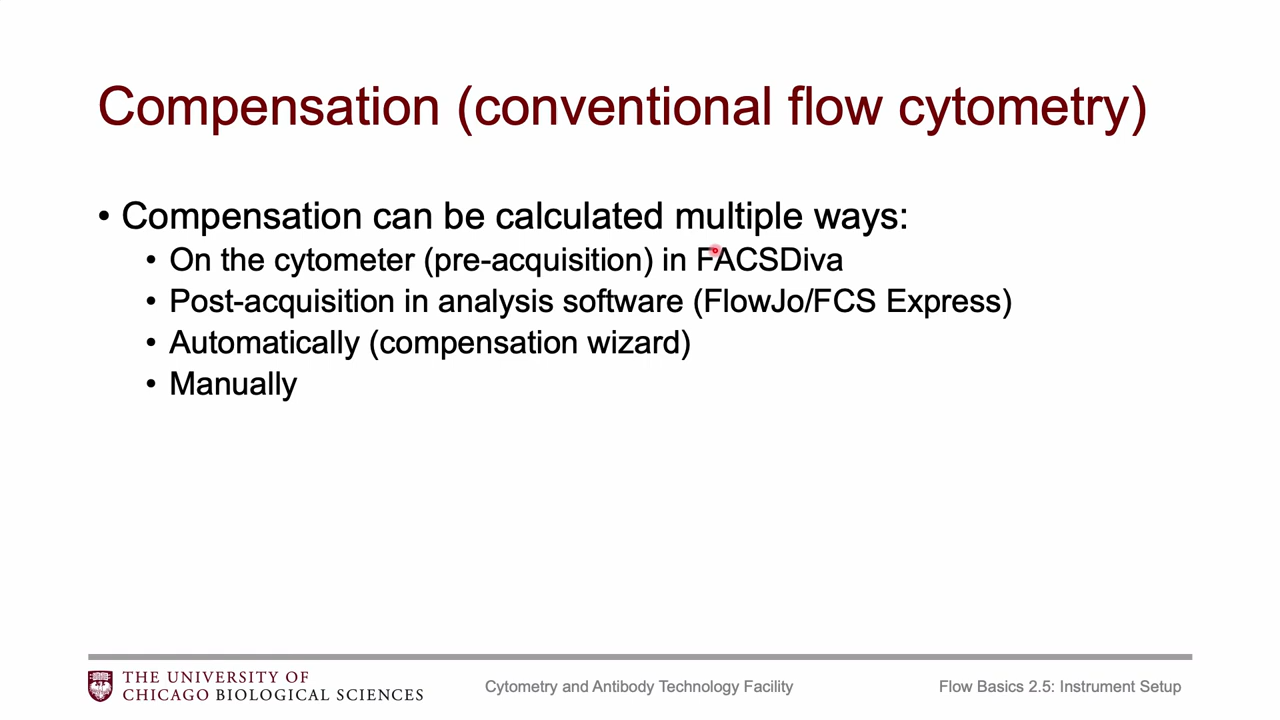 Compensation (conventional flow cytometry)
• Compensation can be calculated multiple ways:
• On the cytometer (pre-acquisition) in FACSDiva
• Post-acquisition in analysis software (FlowJo/FCS Express)
• Automatically (compensation wizard)
• Manually
THE UNIVERSITY OF
CHICAGO BIOLOGICAL SCIENCES
Cytometry and Antibody Technology Facility
Flow Basics 2.5: Instrument Setup